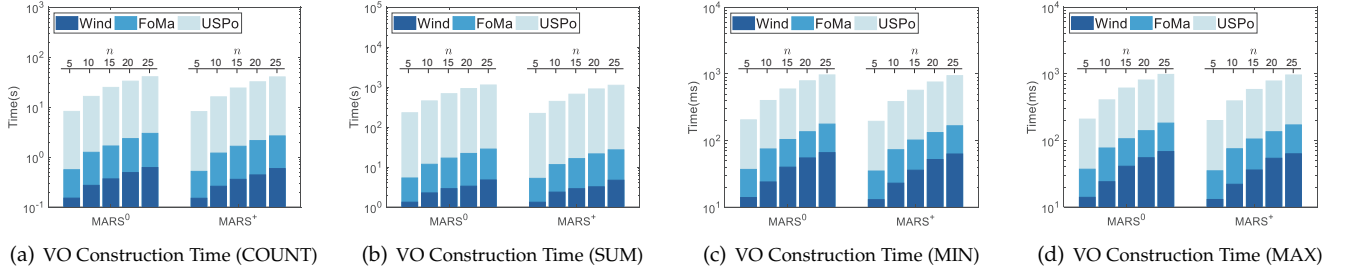 10^3
Wind FoMa USPo
n
5 10 15 20 25 5 10 15 20 25
10^2
10^1
10^0
10^-1
Time(s)
MARS^0 MARS^+
(a) VO Construction Time (COUNT)
10^5
Wind FoMa USPo
10^4
n
5 10 15 20 25 5 10 15 20 25
10^3
10^2
10^1
10^0
Time(s)
MARS^0 MARS^+
(b) VO Construction Time (SUM)
10^4
Wind FoMa USPo
n
5 10 15 20 25 5 10 15 20 25
10^3
10^2
10^1
Time(ms)
MARS^0 MARS^+
(c) VO Construction Time (MIN)
10^4
Wind FoMa USPo
n
5 10 15 20 25 5 10 15 20 25
10^3
10^2
10^1
Time(ms)
MARS^0 MARS^+
(d) VO Construction Time (MAX)